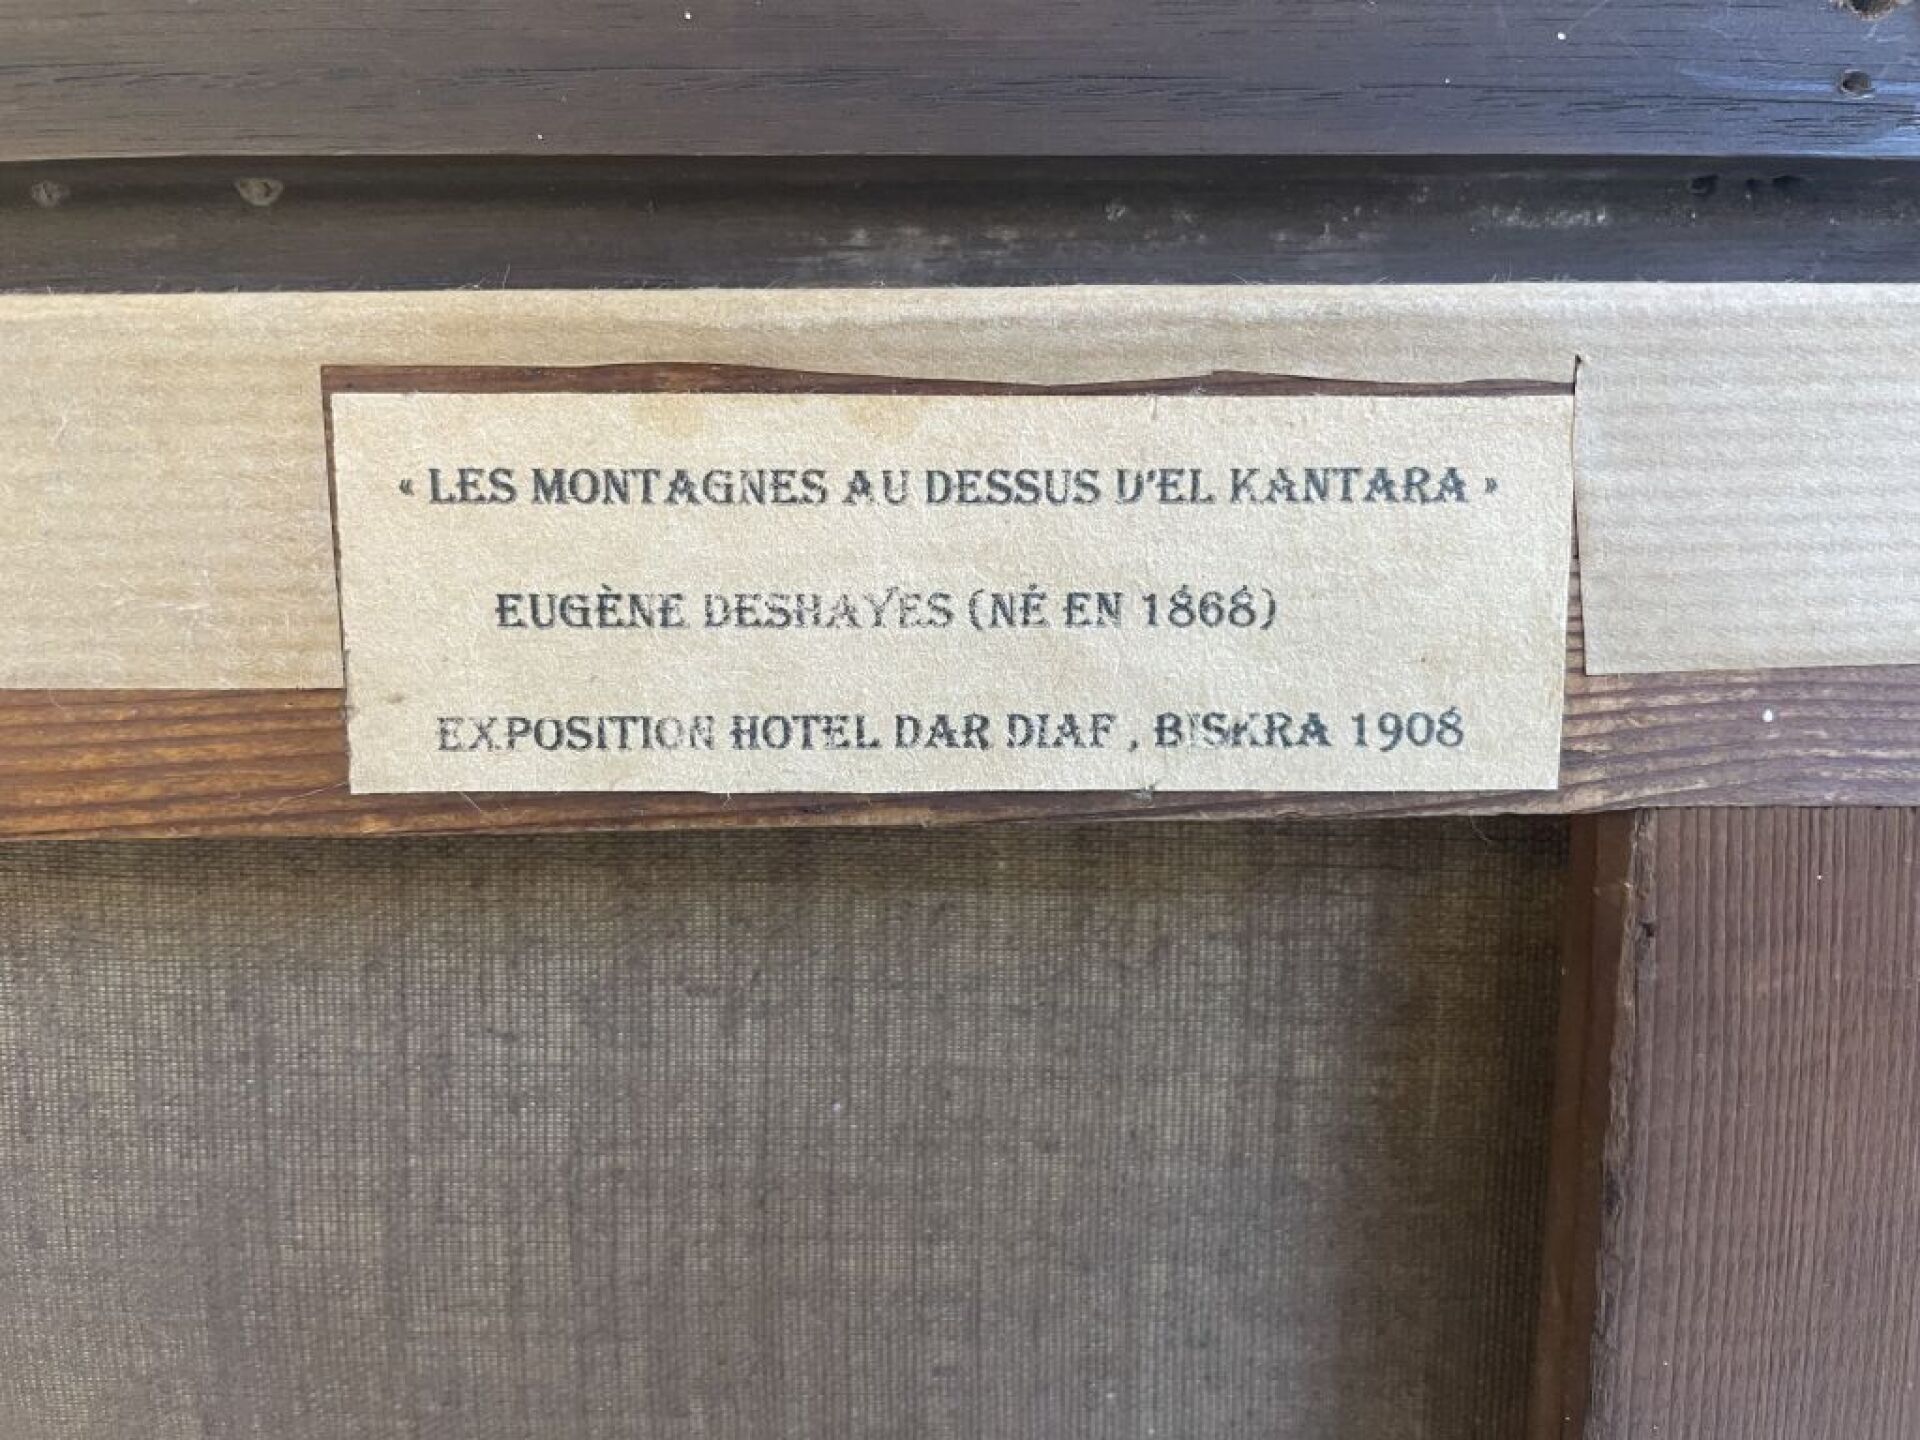 « LES MONTAGNES AU DESSUS D'EL KANTARA »
EUGÈNE DESHAYES (NÉ EN 1868)
EXPOSITION HOTEL DAR DIAF , BISKRA 1908